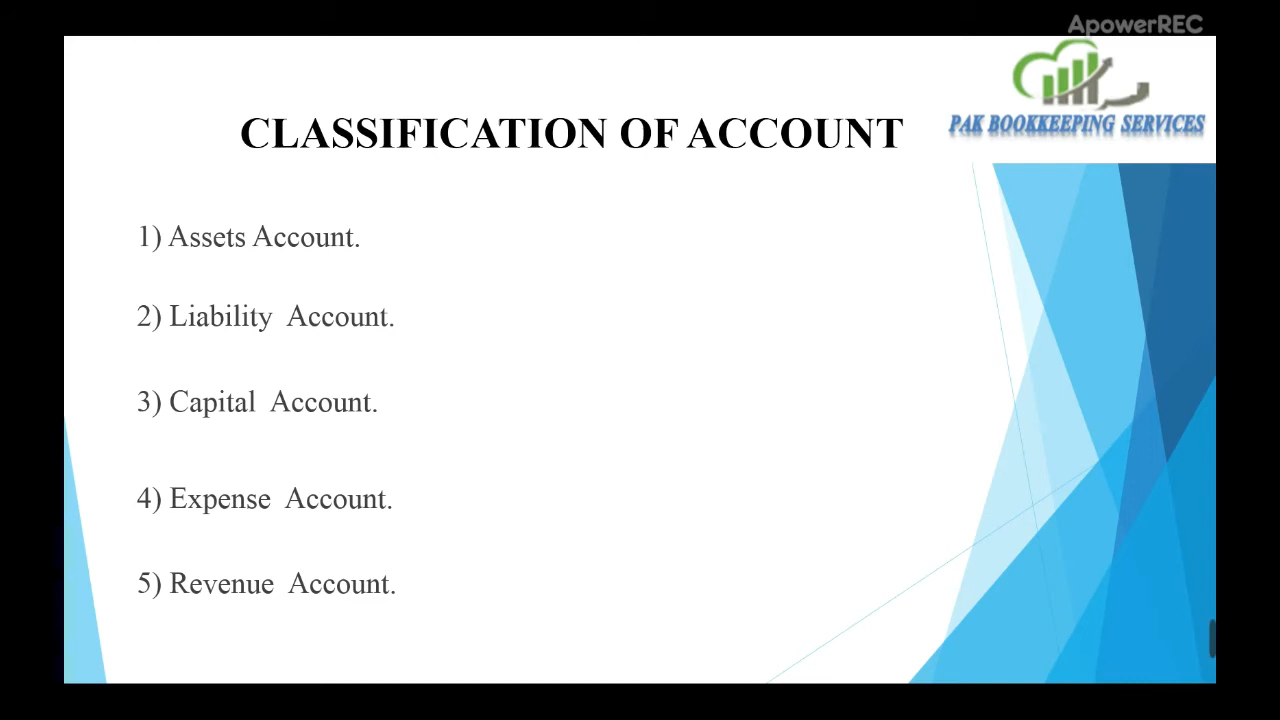 ApowerREC
PAK BOOKKEEPING SERVICES
CLASSIFICATION OF ACCOUNT
1) Assets Account.
2) Liability Account.
3) Capital Account.
4) Expense Account.
5) Revenue Account.